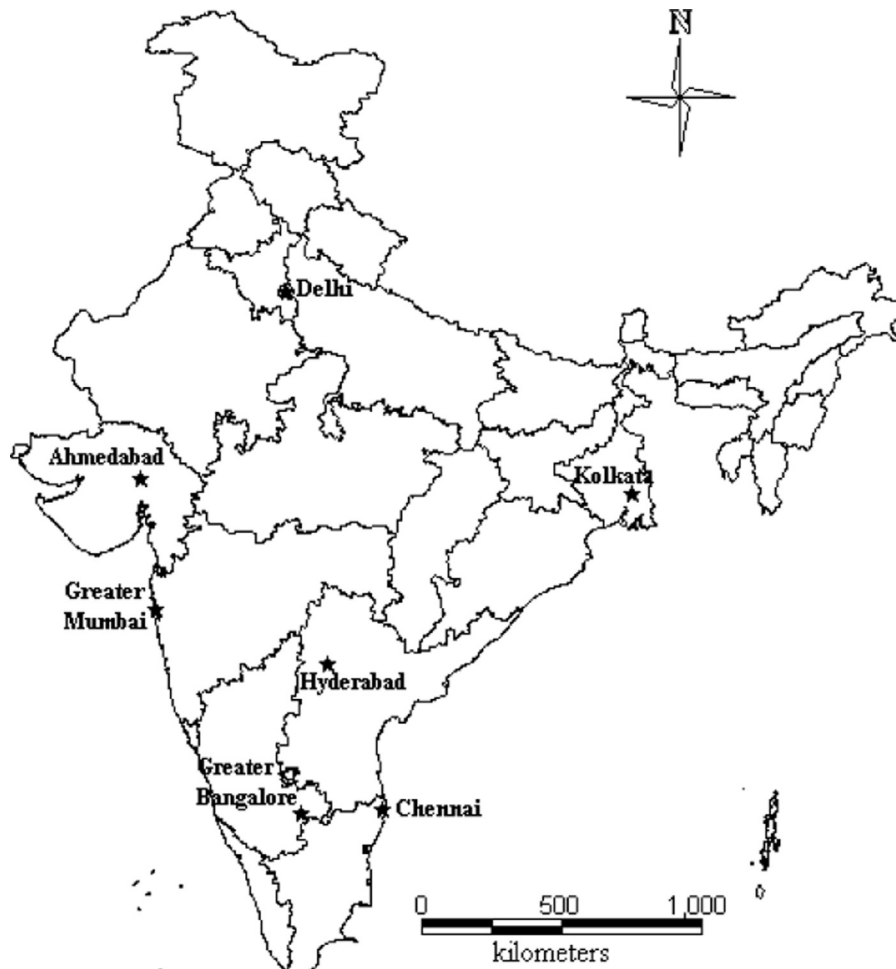 N
Delhi
Ahmedabad
Kolkata
Greater
Mumbai
Hyderabad
Greater
Bangalore
Chennai
0 500 1,000
kilometers